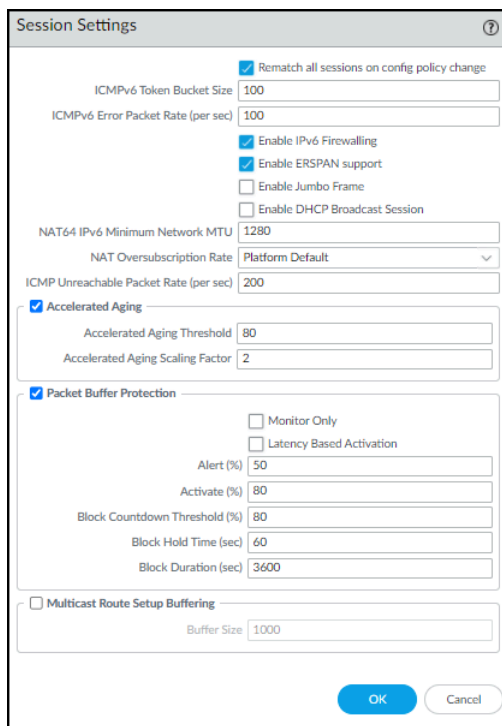 Session Settings
?
Rematch all sessions on config policy change
ICMPv6 Token Bucket Size 100
ICMPv6 Error Packet Rate (per sec) 100
Enable IPv6 Firewalling
Enable ERSPAN support
Enable Jumbo Frame
Enable DHCP Broadcast Session
NAT64 IPv6 Minimum Network MTU 1280
NAT Oversubscription Rate Platform Default
ICMP Unreachable Packet Rate (per sec) 200
Accelerated Aging
Accelerated Aging Threshold 80
Accelerated Aging Scaling Factor 2
Packet Buffer Protection
Monitor Only
Latency Based Activation
Alert (%) 50
Activate (%) 80
Block Countdown Threshold (%) 80
Block Hold Time (sec) 60
Block Duration (sec) 3600
Multicast Route Setup Buffering
Buffer Size 1000
OK Cancel